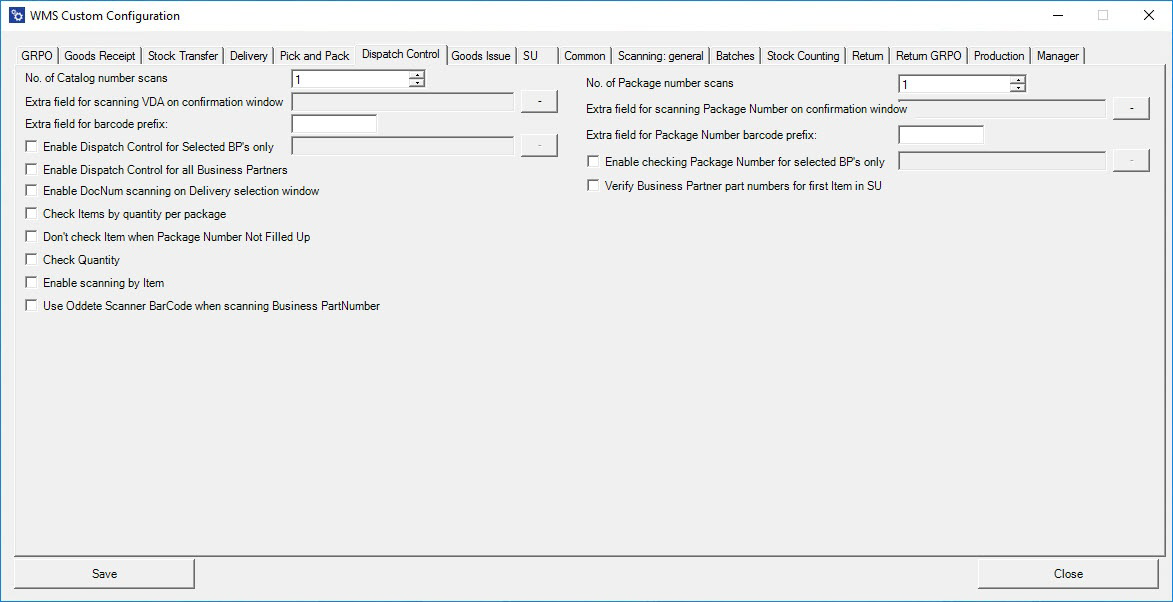 WMS Custom Configuration
GRPO Goods Receipt Stock Transfer Delivery Pick and Pack Dispatch Control Goods Issue SU Common Scanning: general Batches Stock Counting Return Return GRPO Production Manager
No. of Catalog number scans 1
Extra field for scanning VDA on confirmation window -
Extra field for barcode prefix:
Enable Dispatch Control for Selected BP's only -
Enable Dispatch Control for all Business Partners
Enable DocNum scanning on Delivery selection window
Check Items by quantity per package
Don't check Item when Package Number Not Filled Up
Check Quantity
Enable scanning by Item
Use Oddete Scanner BarCode when scanning Business PartNumber
No. of Package number scans 1
Extra field for scanning Package Number on confirmation window -
Extra field for Package Number barcode prefix:
Enable checking Package Number for selected BP's only -
Verify Business Partner part numbers for first Item in SU
Save Close